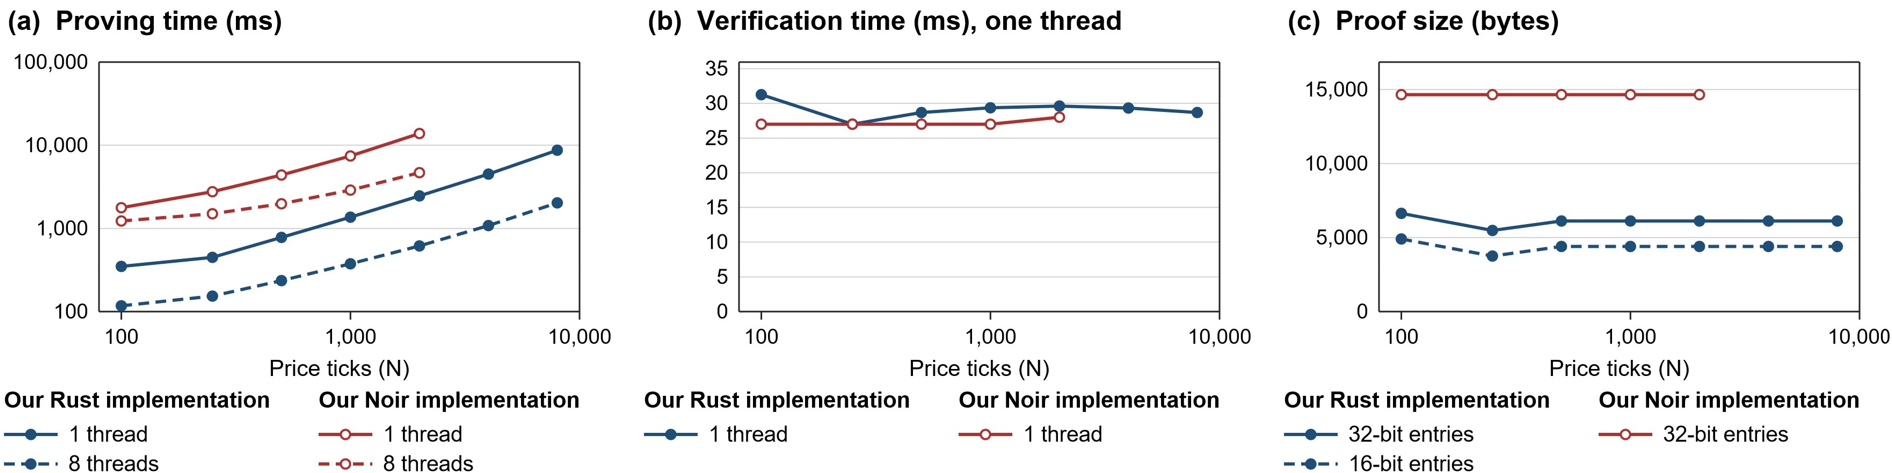 (a) Proving time (ms)
100,000
10,000
1,000
100
100 1,000 10,000
Price ticks (N)
Our Rust implementation
1 thread
8 threads
Our Noir implementation
1 thread
8 threads
(b) Verification time (ms), one thread
35
30
25
20
15
10
5
0
100 1,000 10,000
Price ticks (N)
Our Rust implementation
1 thread
Our Noir implementation
1 thread
(c) Proof size (bytes)
15,000
10,000
5,000
0
100 1,000 10,000
Price ticks (N)
Our Rust implementation
32-bit entries
16-bit entries
Our Noir implementation
32-bit entries